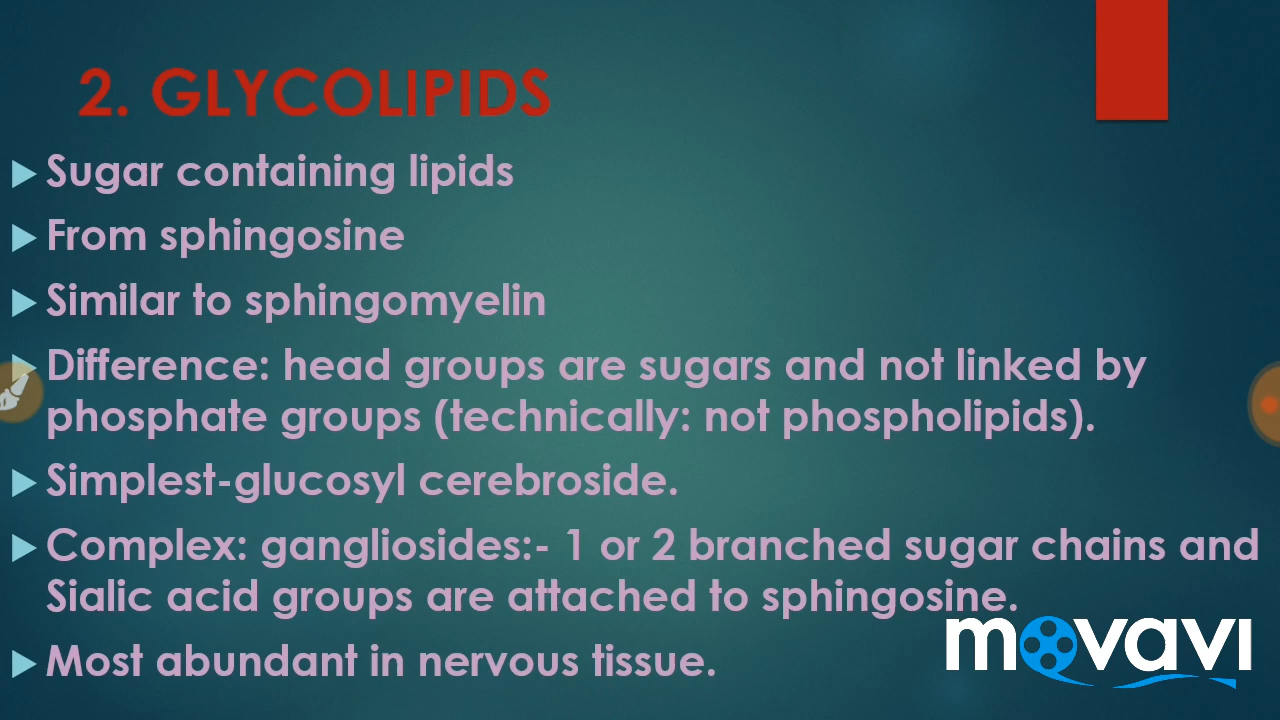 2. GLYCOLIPIDS
Sugar containing lipids
From sphingosine
Similar to sphingomyelin
Difference: head groups are sugars and not linked by
phosphate groups (technically: not phospholipids).
Simplest-glucosyl cerebroside.
Complex: gangliosides:- 1 or 2 branched sugar chains and
Sialic acid groups are attached to sphingosine.
Most abundant in nervous tissue.
movavi